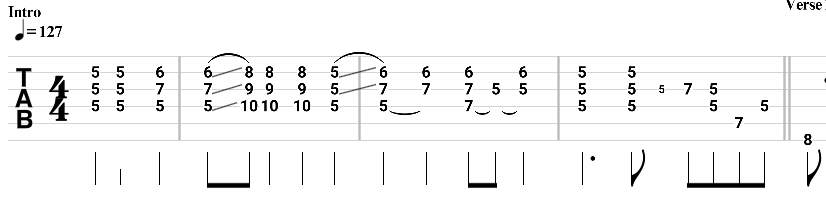 Verse
Intro
♩= 127
T 5 5 6 6 8 8 8 5 6 6 6 6 5 5
A 4 5 5 7 7 9 9 9 5 7 7 7 5 5 5 5 5 7 5
B 4 5 5 5 10 10 10 5 5 7 5 5 5 5
7
8